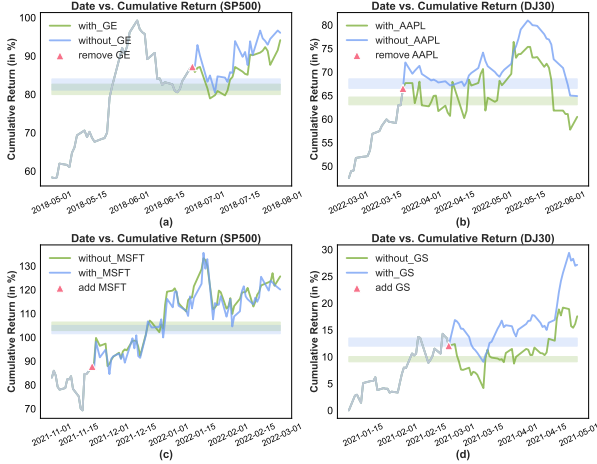 Date vs. Cumulative Return (SP500)
Cumulative Return (in %)
100
90
80
70
60
with_GE
without_GE
remove GE
2018-05-01
2018-05-15
2018-06-01
2018-06-15
2018-07-01
2018-07-15
2018-08-01
(a)
Date vs. Cumulative Return (DJ30)
Cumulative Return (in %)
80
75
70
65
60
55
50
with_AAPL
without_AAPL
remove AAPL
2022-03-01
2022-03-15
2022-04-01
2022-04-15
2022-05-01
2022-05-15
2022-06-01
(b)
Date vs. Cumulative Return (SP500)
Cumulative Return (in %)
130
120
110
100
90
80
70
without_MSFT
with_MSFT
add MSFT
2021-11-01
2021-11-15
2021-12-01
2021-12-15
2022-01-01
2022-01-15
2022-02-01
2022-02-15
2022-03-01
(c)
Date vs. Cumulative Return (DJ30)
Cumulative Return (in %)
30
25
20
15
10
5
0
without_GS
with_GS
add GS
2021-01-15
2021-02-01
2021-02-15
2021-03-01
2021-03-15
2021-04-01
2021-04-15
2021-05-01
(d)